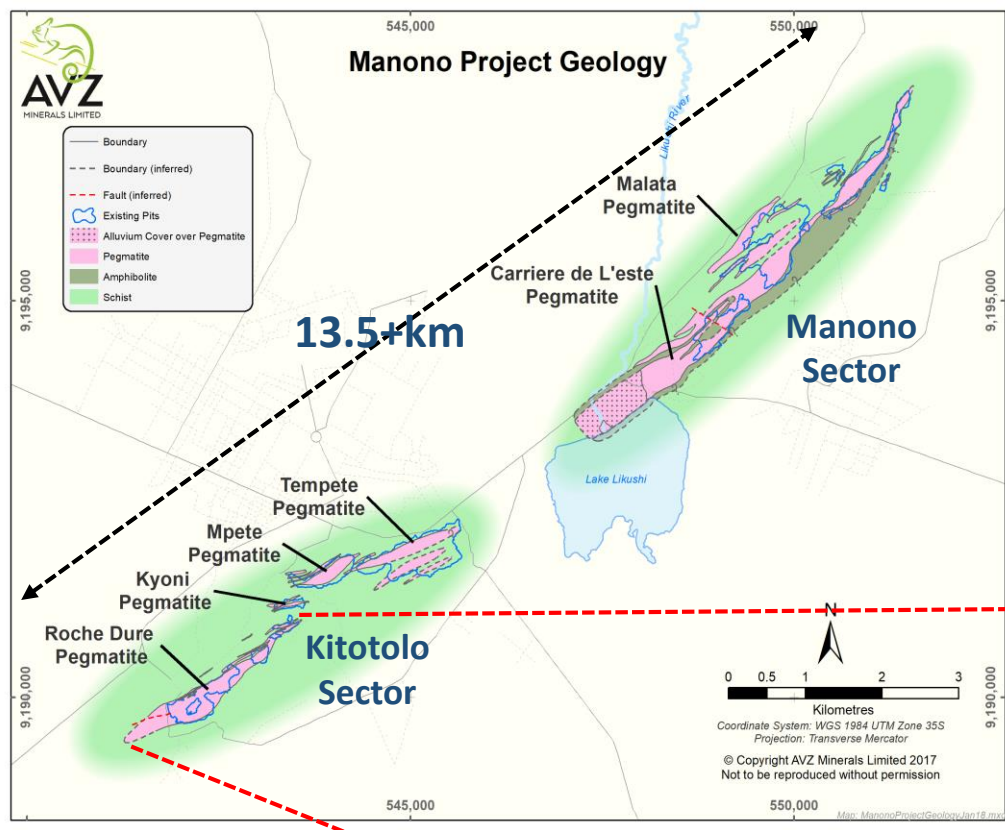 545,000
550,000
AVZ
MINERALS LIMITED
Manono Project Geology
Boundary
Boundary (inferred)
Fault (inferred)
Existing Pits
Alluvium Cover over Pegmatite
Pegmatite
Amphibolite
Schist
Likushi River
Malata
Pegmatite
Carriere de L'este
Pegmatite
9,195,000
9,195,000
13.5+km
Manono
Sector
Lake Likushi
Tempete
Pegmatite
Mpete
Pegmatite
Kyoni
Pegmatite
Roche Dure
Pegmatite
Kitotolo
Sector
N
0 0.5 1 2 3
Kilometres
Coordinate System: WGS 1984 UTM Zone 35S
Projection: Transverse Mercator
© Copyright AVZ Minerals Limited 2017
Not to be reproduced without permission
9,190,000
9,190,000
545,000
550,000
Map: ManonoProjectGeologyJan18.mx